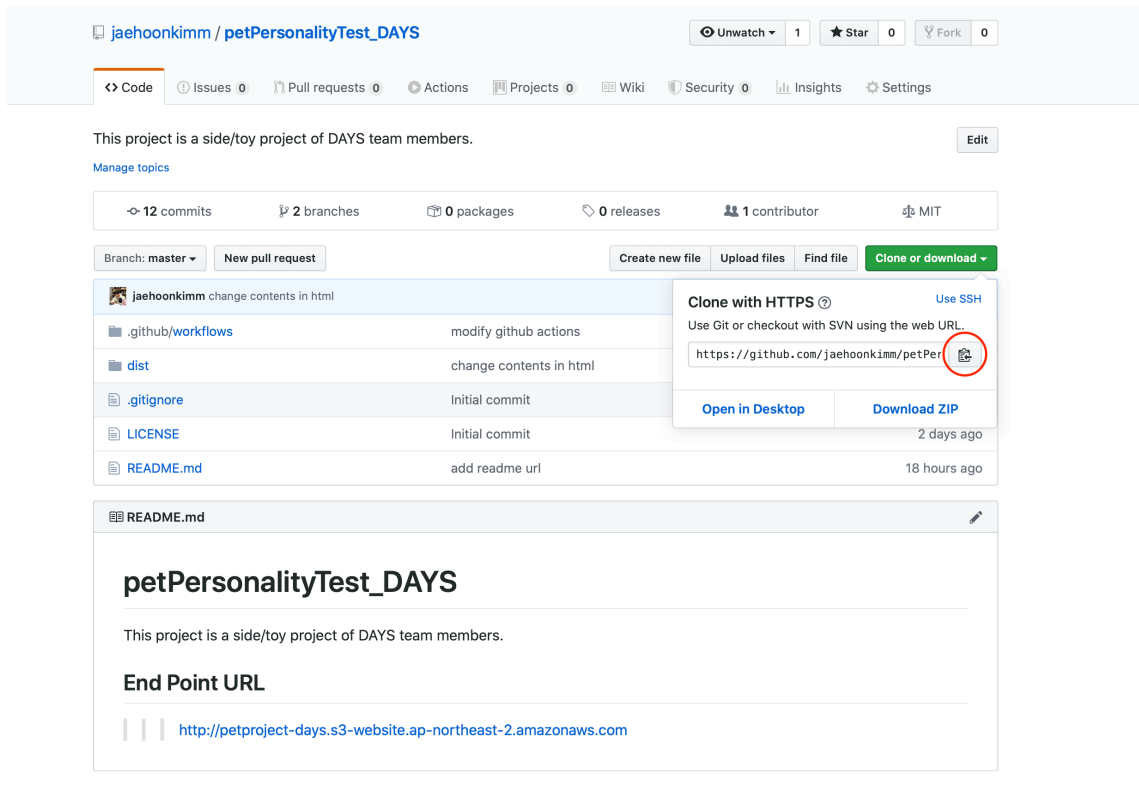 jaehoonkimm / petPersonalityTest_DAYS
Unwatch 1 Star 0 Fork 0
Code Issues 0 Pull requests 0 Actions Projects 0 Wiki Security 0 Insights Settings
This project is a side/toy project of DAYS team members. Edit
Manage topics
12 commits 2 branches 0 packages 0 releases 1 contributor MIT
Branch: master New pull request Create new file Upload files Find file Clone or download
jaehoonkimm change contents in html
.github/workflows modify github actions
dist change contents in html
.gitignore Initial commit
LICENSE Initial commit 2 days ago
README.md add readme url 18 hours ago
Clone with HTTPS Use SSH
Use Git or checkout with SVN using the web URL.
https://github.com/jaehoonkimm/petPer
Open in Desktop Download ZIP
README.md
petPersonalityTest_DAYS
This project is a side/toy project of DAYS team members.
End Point URL
http://petproject-days.s3-website.ap-northeast-2.amazonaws.com